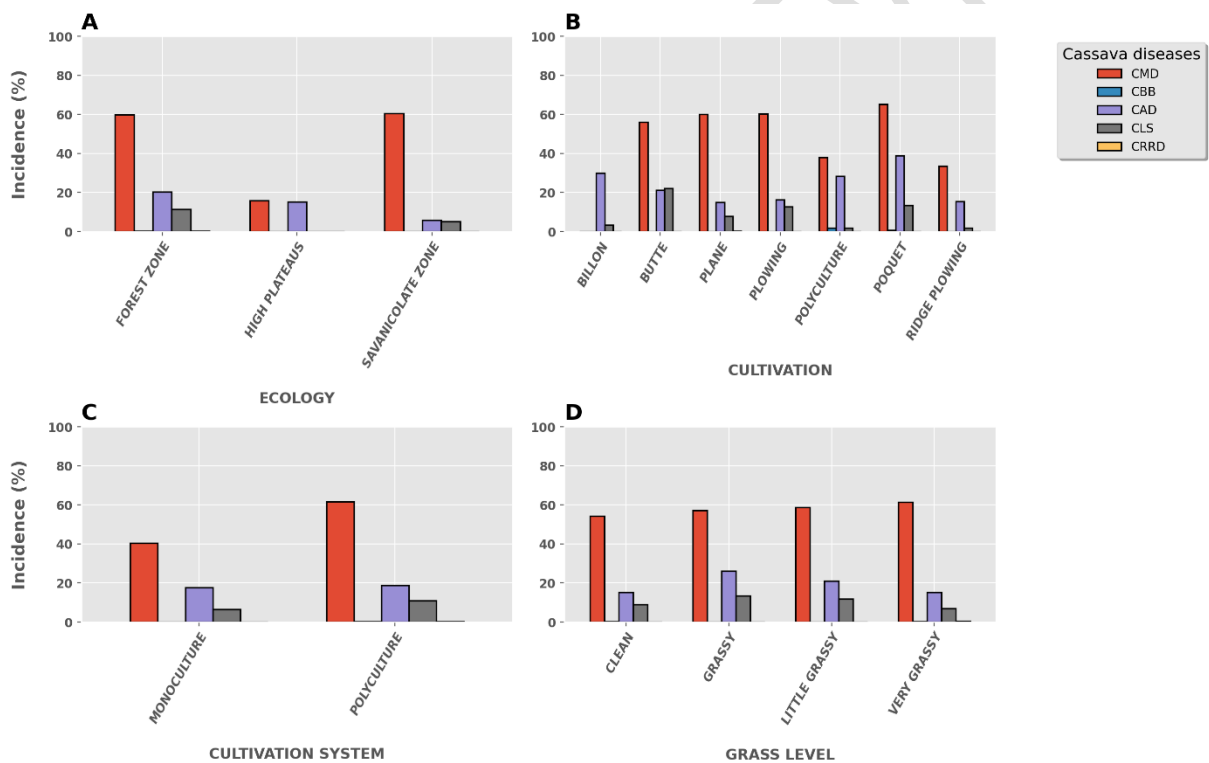 A
Incidence (%)
100
80
60
40
20
0
FOREST ZONE
HIGH PLATEAUS
SAVANICOLATE ZONE
ECOLOGY
B
100
80
60
40
20
0
BILLON
BUTTE
PLANE
PLOWING
POLYCULTURE
POQUET
RIDGE PLOWING
CULTIVATION
Cassava diseases
CMD
CBB
CAD
CLS
CRRD
C
Incidence (%)
100
80
60
40
20
0
MONOCULTURE
POLYCULTURE
CULTIVATION SYSTEM
D
100
80
60
40
20
0
CLEAN
GRASSY
LITTLE GRASSY
VERY GRASSY
GRASS LEVEL